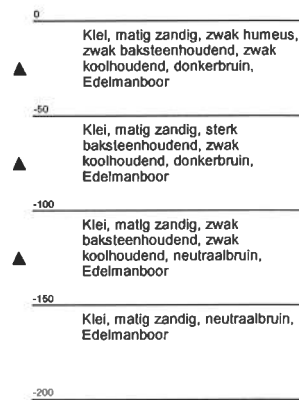 0
Klei, matig zandig, zwak humeus,
zwak baksteenhoudend, zwak
koolhoudend, donkerbruin,
Edelmanboor
-50
Klei, matig zandig, sterk
baksteenhoudend, zwak
koolhoudend, donkerbruin,
Edelmanboor
-100
Klei, matig zandig, zwak
baksteenhoudend, zwak
koolhoudend, neutraalbruin,
Edelmanboor
-150
Klei, matig zandig, neutraalbruin,
Edelmanboor
-200